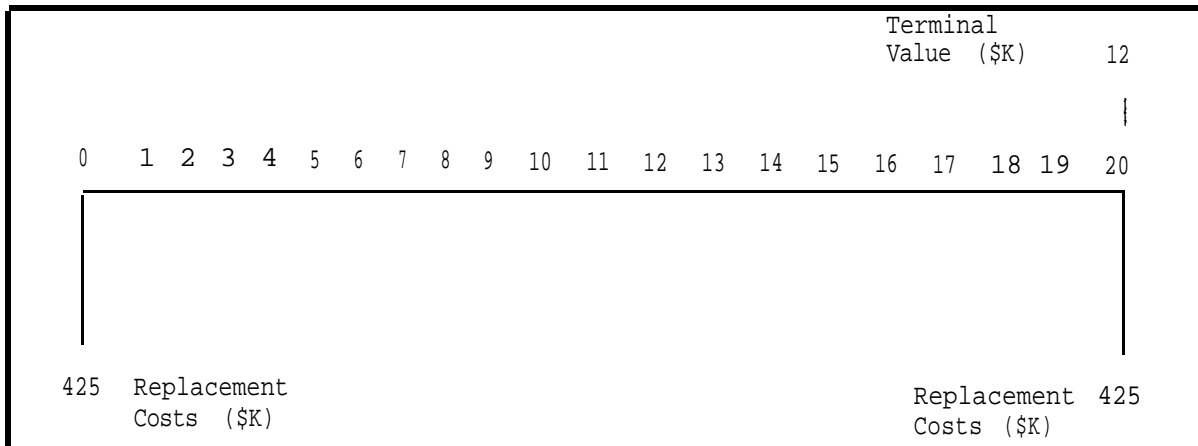 Terminal
Value ($K) 12
0 1 2 3 4 5 6 7 8 9 10 11 12 13 14 15 16 17 18 19 20
425 Replacement
Costs ($K)
Replacement 425
Costs ($K)